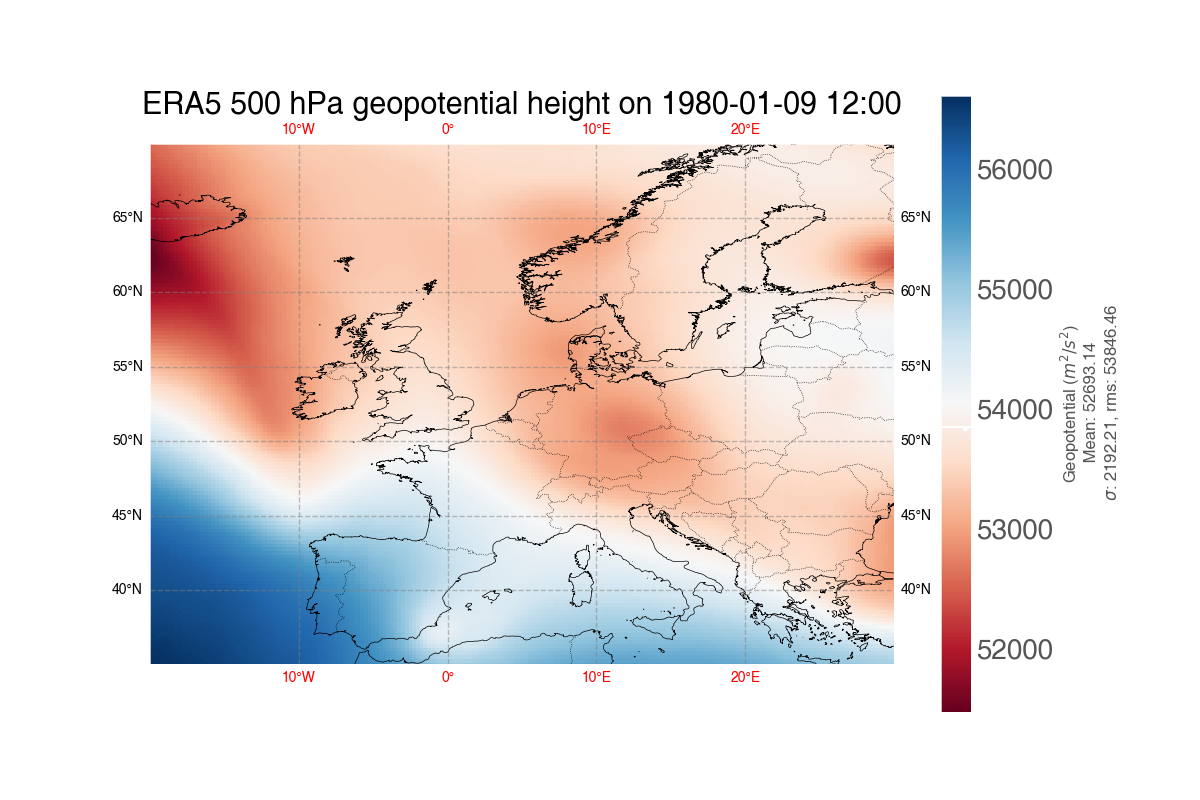 ERA5 500 hPa geopotential height on 1980-01-09 12:00
10°W 0° 10°E 20°E
65°N 65°N
60°N 60°N
55°N 55°N
50°N 50°N
45°N 45°N
40°N 40°N
10°W 0° 10°E 20°E
56000
55000
54000
53000
52000
Geopotential (m²/s²)
Mean: 52693.14
σ: 2192.21, rms: 53846.46